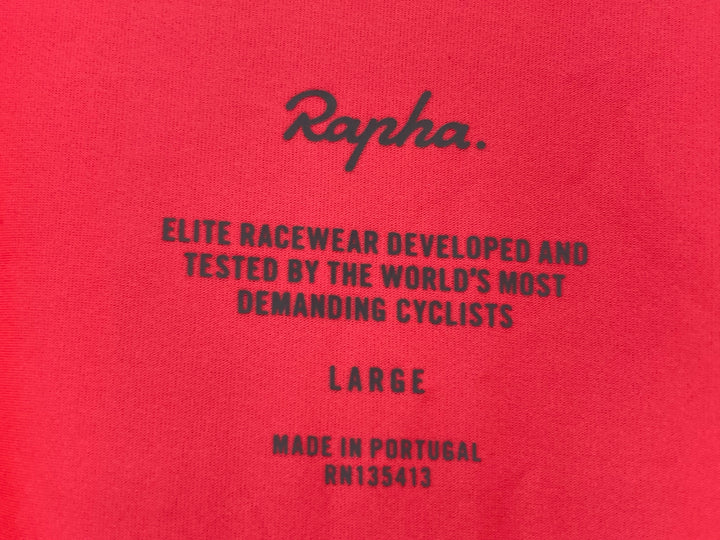 Rapha.
ELITE RACEWEAR DEVELOPED AND
TESTED BY THE WORLD'S MOST
DEMANDING CYCLISTS
LARGE
MADE IN PORTUGAL
RN135413